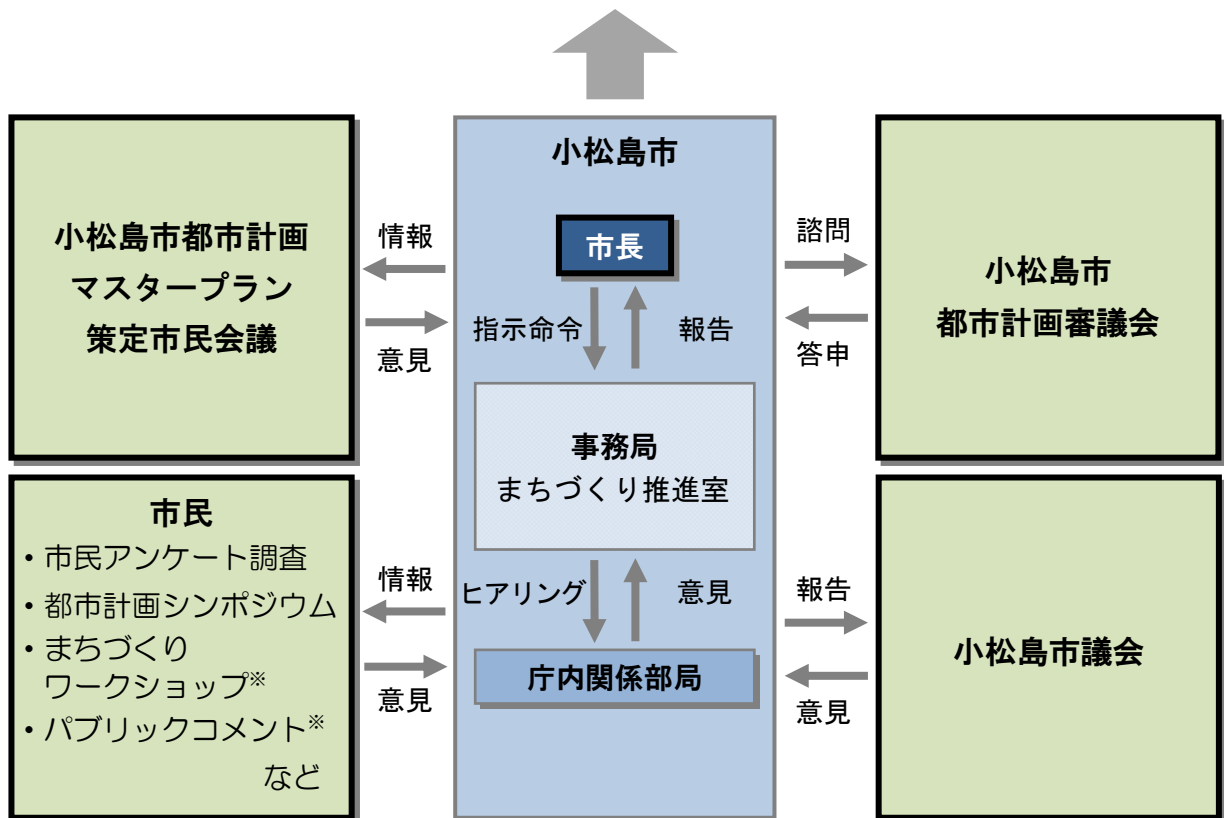 小松島市都市計画
マスタープラン
策定市民会議
情報
意見
小松島市
市長
指示命令
報告
事務局
まちづくり推進室
ヒアリング
意見
庁内関係部局
諮問
答申
小松島市
都市計画審議会
市民
・市民アンケート調査
・都市計画シンポジウム
・まちづくり
ワークショップ※
・パブリックコメント※
など
情報
意見
報告
意見
小松島市議会